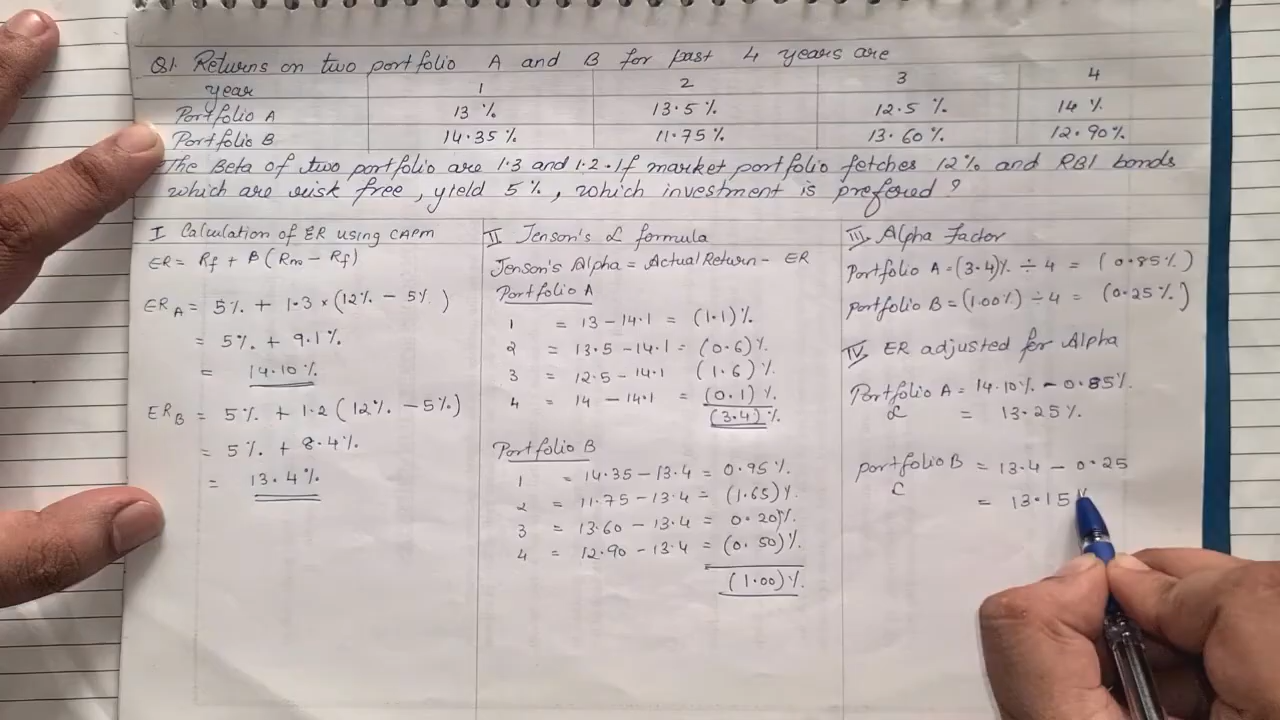 Q1. Returns on two portfolio A and B for past 4 years are
year 1 2 3 4
Portfolio A 13 % 13.5 % 12.5 % 14 %
Portfolio B 14.35 % 11.75 % 13.60 % 12.90 %
The Beta of two portfolio are 1.3 and 1.2. If market portfolio fetches 12% and RBI bonds
which are risk free, yield 5 %, which investment is prefered ?
I Calculation of ER using CAPM
ER = Rf + B (Rm - Rf)
ER A = 5% + 1.3 × (12% - 5%)
= 5% + 9.1%
= 14.10 %
ER B = 5% + 1.2 (12% - 5%)
= 5% + 8.4%
= 13.4%
II Jenson's α formula
Jenson's Alpha = Actual Return - ER
Portfolio A
1 = 13 - 14.1 = (1.1)%
2 = 13.5 - 14.1 = (0.6)%
3 = 12.5 - 14.1 (1.6)%
4 = 14 - 14.1 = (0.1)%
(3.4)%
Portfolio B
1 = 14.35 - 13.4 = 0.95%
2 = 11.75 - 13.4 = (1.65)%
3 = 13.60 - 13.4 = 0.20%
4 = 12.90 - 13.4 = (0.50)%
(1.00)%
III Alpha Factor
Portfolio A = (3.4)% ÷ 4 = (0.85%)
Portfolio B = (1.00%) ÷ 4 = (0.25%)
IV ER adjusted for Alpha
Portfolio A = 14.10% - 0.85%
= 13.25%
Portfolio B = 13.4 - 0.25
= 13.15%